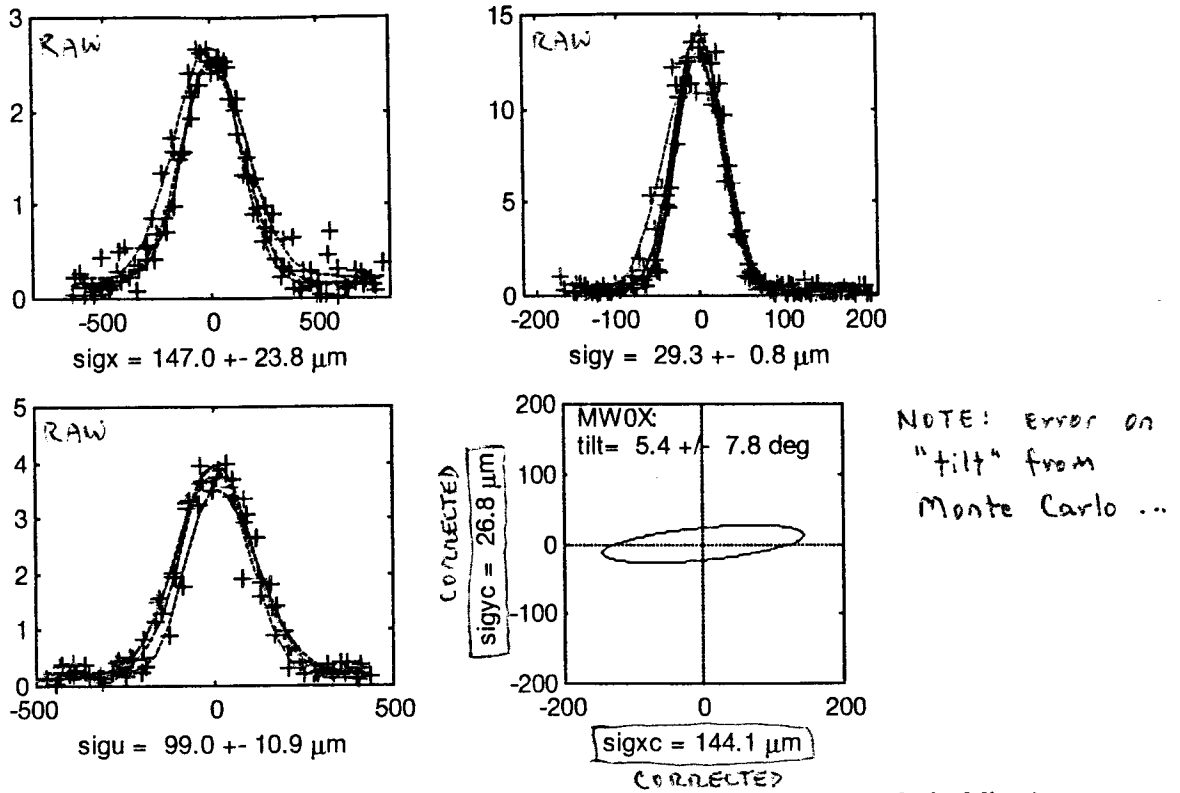 3
2
1
0
RAW
-500
0
500
sigx = 147.0 +- 23.8 μm
15
10
5
0
RAW
-200
-100
0
100
200
sigy = 29.3 +- 0.8 μm
5
4
3
2
1
0
RAW
-500
0
500
sigu = 99.0 +- 10.9 μm
CORRECTED
sigyc = 26.8 μm
200
100
0
-100
-200
MW0X:
tilt= 5.4 +/- 7.8 deg
-200
0
200
sigxc = 144.1 μm
CORRECTED
NOTE: error on
"tilt" from
Monte Carlo ...